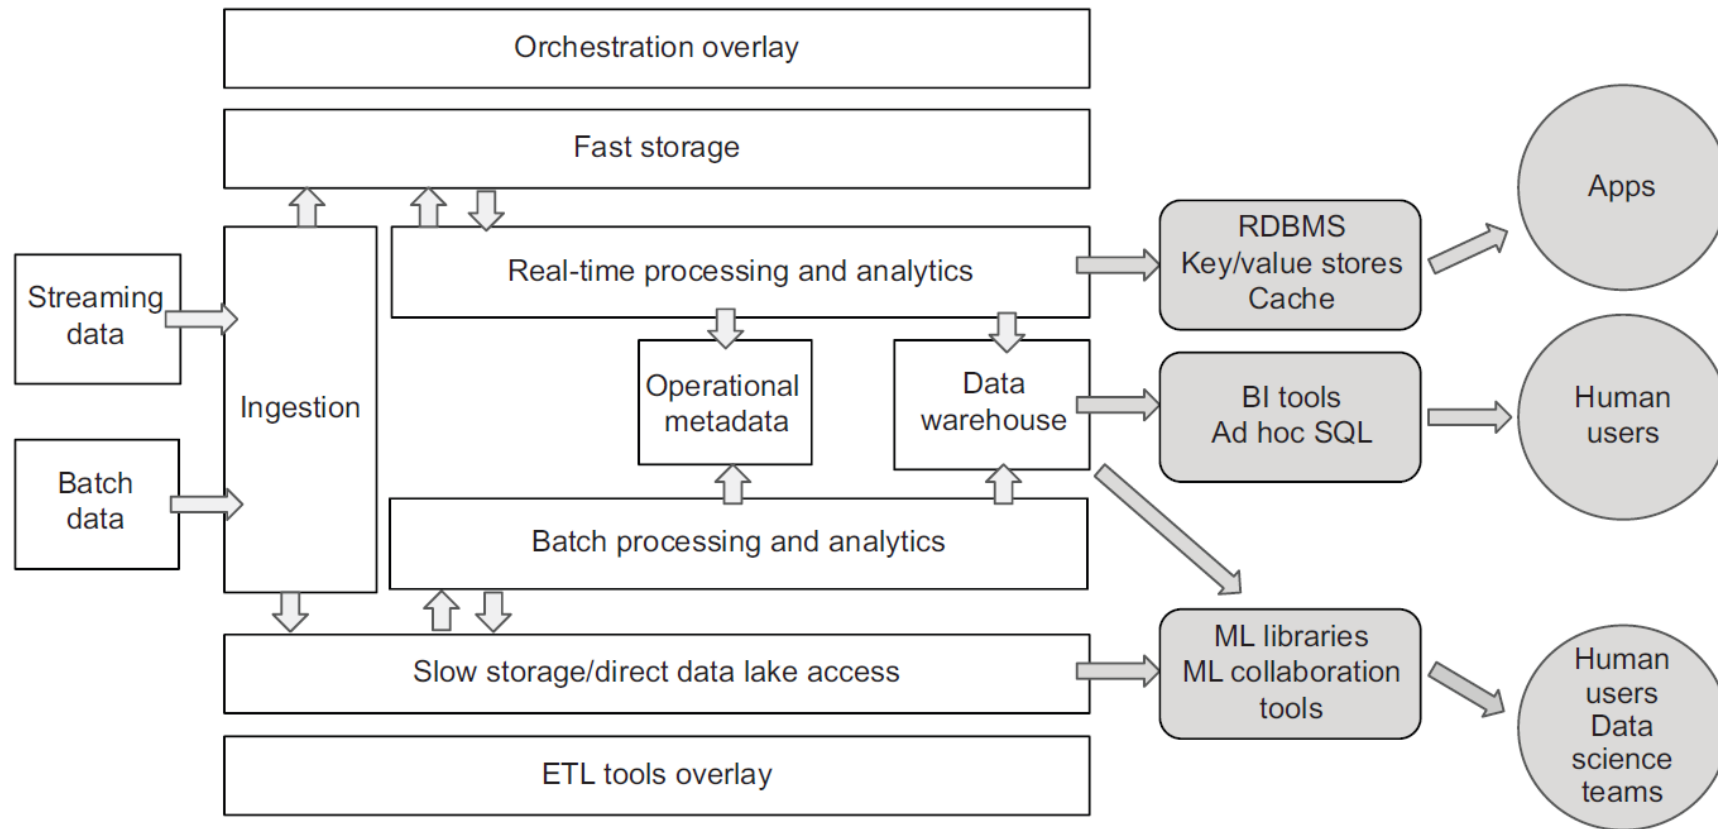 Orchestration overlay
Fast storage
Streaming
data
Batch
data
Ingestion
Real-time processing and analytics
Operational
metadata
Data
warehouse
Batch processing and analytics
Slow storage/direct data lake access
ETL tools overlay
RDBMS
Key/value stores
Cache
BI tools
Ad hoc SQL
ML libraries
ML collaboration
tools
Apps
Human
users
Human
users
Data
science
teams